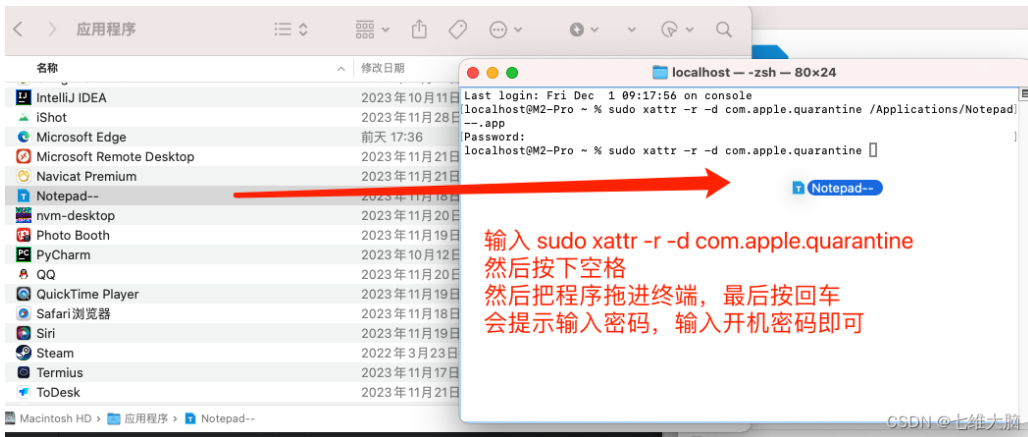 应用程序
名称 修改日期
IntelliJ IDEA 2023年10月11日
iShot 2023年11月28日
Microsoft Edge 前天 17:36
Microsoft Remote Desktop 2023年11月21日
Navicat Premium 2023年11月21日
Notepad-- 2023年11月18日
nvm-desktop 2023年11月20日
Photo Booth 2023年11月19日
PyCharm 2023年10月12日
QQ 2023年11月20日
QuickTime Player 2023年11月19日
Safari浏览器 2023年11月18日
Siri 2023年11月19日
Steam 2022年3月23日
Termius 2023年11月17日
ToDesk 2023年11月21日
Macintosh HD › 应用程序 › Notepad--
localhost — -zsh — 80×24
Last login: Fri Dec  1 09:17:56 on console
[localhost@M2-Pro ~ % sudo xattr -r -d com.apple.quarantine /Applications/Notepad]
--.app
[Password: ]
localhost@M2-Pro ~ % sudo xattr -r -d com.apple.quarantine
Notepad--
输入 sudo xattr -r -d com.apple.quarantine
然后按下空格
然后把程序拖进终端，最后按回车
会提示输入密码，输入开机密码即可
CSDN @七维大脑